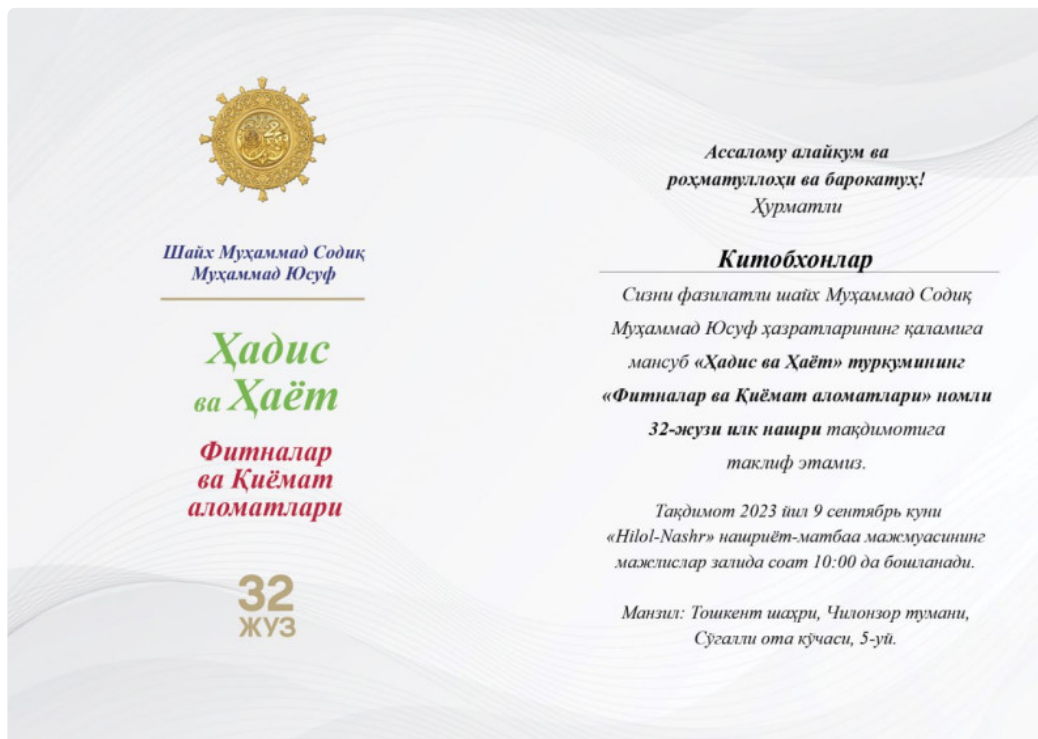 Шайх Муҳаммад Содиқ
Муҳаммад Юсуф
Ҳадис
ва Ҳаёт
Фитналар
ва Қиёмат
аломатлари
32
ЖУЗ
Ассалому алайкум ва
роҳматуллоҳи ва барокатуҳ!
Ҳурматли
Китобхонлар
Сизни фазилатли шайх Муҳаммад Содиқ
Муҳаммад Юсуф ҳазратларининг қаламига
мансуб «Ҳадис ва Ҳаёт» туркумининг
«Фитналар ва Қиёмат аломатлари» номли
32-жузи илк нашри тақдимотига
таклиф этамиз.
Тақдимот 2023 йил 9 сентябрь куни
«Hilol-Nashr» нашриёт-матбаа мажмуасининг
мажлислар залида соат 10:00 да бошланади.
Манзил: Тошкент шаҳри, Чилонзор тумани,
Сўгалли ота кўчаси, 5-уй.